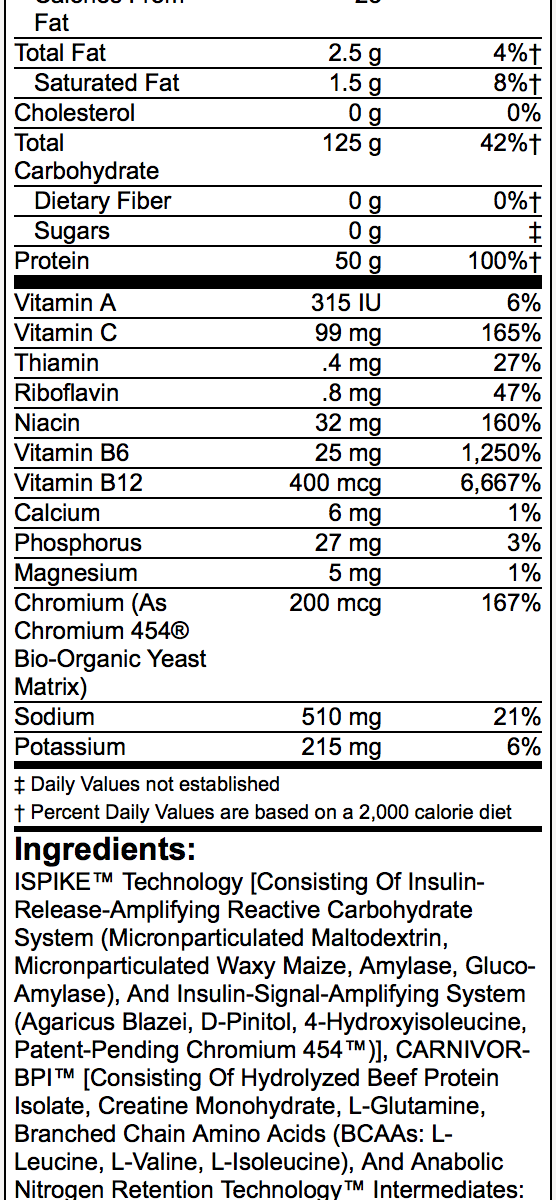 Fat
Total Fat 2.5 g 4%†
Saturated Fat 1.5 g 8%†
Cholesterol 0 g 0%
Total 125 g 42%†
Carbohydrate
Dietary Fiber 0 g 0%†
Sugars 0 g ‡
Protein 50 g 100%†
Vitamin A 315 IU 6%
Vitamin C 99 mg 165%
Thiamin .4 mg 27%
Riboflavin .8 mg 47%
Niacin 32 mg 160%
Vitamin B6 25 mg 1,250%
Vitamin B12 400 mcg 6,667%
Calcium 6 mg 1%
Phosphorus 27 mg 3%
Magnesium 5 mg 1%
Chromium (As 200 mcg 167%
Chromium 454®
Bio-Organic Yeast
Matrix)
Sodium 510 mg 21%
Potassium 215 mg 6%
‡ Daily Values not established
† Percent Daily Values are based on a 2,000 calorie diet
Ingredients:
ISPIKE™ Technology [Consisting Of Insulin-
Release-Amplifying Reactive Carbohydrate
System (Micronparticulated Maltodextrin,
Micronparticulated Waxy Maize, Amylase, Gluco-
Amylase), And Insulin-Signal-Amplifying System
(Agaricus Blazei, D-Pinitol, 4-Hydroxyisoleucine,
Patent-Pending Chromium 454™)], CARNIVOR-
BPI™ [Consisting Of Hydrolyzed Beef Protein
Isolate, Creatine Monohydrate, L-Glutamine,
Branched Chain Amino Acids (BCAAs: L-
Leucine, L-Valine, L-Isoleucine), And Anabolic
Nitrogen Retention Technology™ Intermediates: